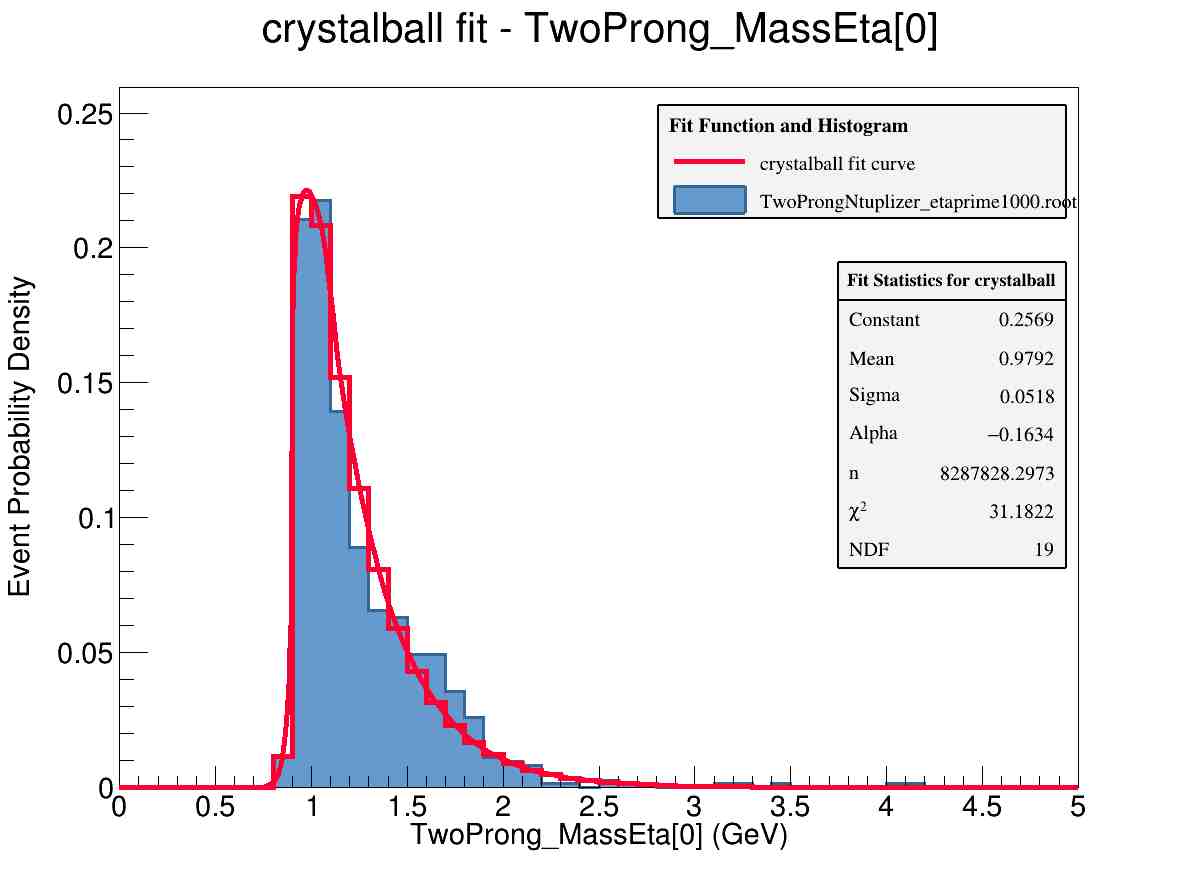 crystalball fit - TwoProng_MassEta[0]
Event Probability Density
0.25
0.2
0.15
0.1
0.05
0
0 0.5 1 1.5 2 2.5 3 3.5 4 4.5 5
TwoProng_MassEta[0] (GeV)
Fit Function and Histogram
crystalball fit curve
TwoProngNtuplizer_etaprime1000.root
Fit Statistics for crystalball
Constant 0.2569
Mean 0.9792
Sigma 0.0518
Alpha −0.1634
n 8287828.2973
χ² 31.1822
NDF 19